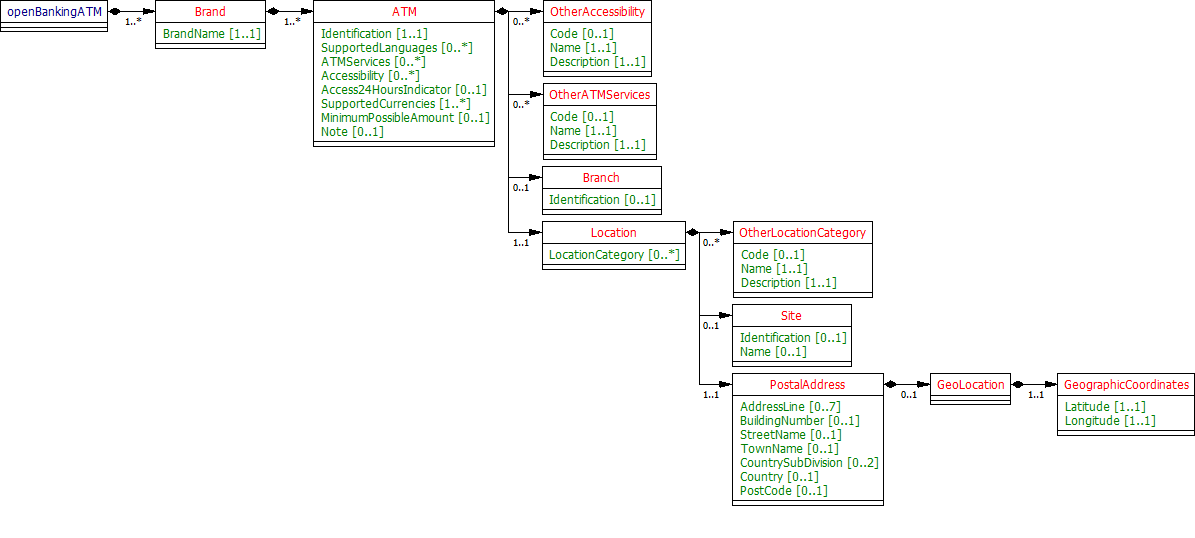 openBankingATM
1..*
Brand
BrandName [1..1]
1..*
ATM
Identification [1..1]
SupportedLanguages [0..*]
ATMServices [0..*]
Accessibility [0..*]
Access24HoursIndicator [0..1]
SupportedCurrencies [1..*]
MinimumPossibleAmount [0..1]
Note [0..1]
0..*
OtherAccessibility
Code [0..1]
Name [1..1]
Description [1..1]
0..*
OtherATMServices
Code [0..1]
Name [1..1]
Description [1..1]
0..1
Branch
Identification [0..1]
1..1
Location
LocationCategory [0..*]
0..*
OtherLocationCategory
Code [0..1]
Name [1..1]
Description [1..1]
0..1
Site
Identification [0..1]
Name [0..1]
1..1
PostalAddress
AddressLine [0..7]
BuildingNumber [0..1]
StreetName [0..1]
TownName [0..1]
CountrySubDivision [0..2]
Country [0..1]
PostCode [0..1]
0..1
GeoLocation
1..1
GeographicCoordinates
Latitude [1..1]
Longitude [1..1]